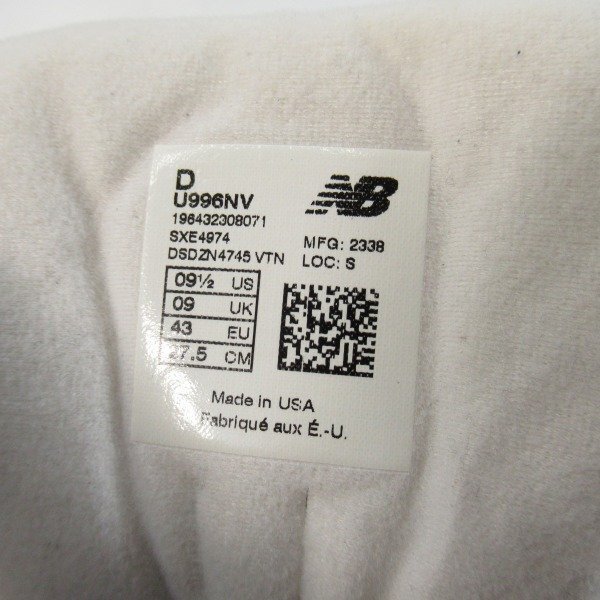 D
U996NV
196432308071
SXE4974
DSDZN4745 VTN
NB
MFG: 2338
LOC: S
09½ US
09 UK
43 EU
27.5 CM
Made in USA
Fabriqué aux É.-U.